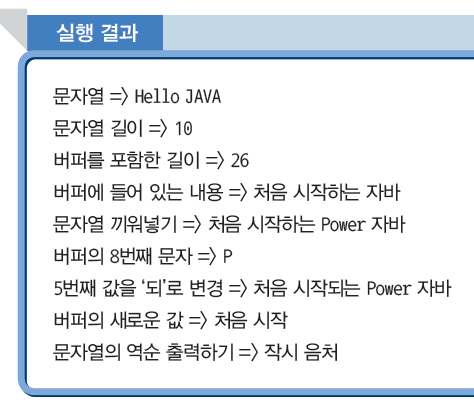 실행 결과
문자열 => Hello JAVA
문자열 길이 => 10
버퍼를 포함한 길이 => 26
버퍼에 들어 있는 내용 => 처음 시작하는 자바
문자열 끼워넣기 => 처음 시작하는 Power 자바
버퍼의 8번째 문자 => P
5번째 값을 ‘되’로 변경 => 처음 시작되는 Power 자바
버퍼의 새로운 값 => 처음 시작
문자열의 역순 출력하기 => 작시 음처